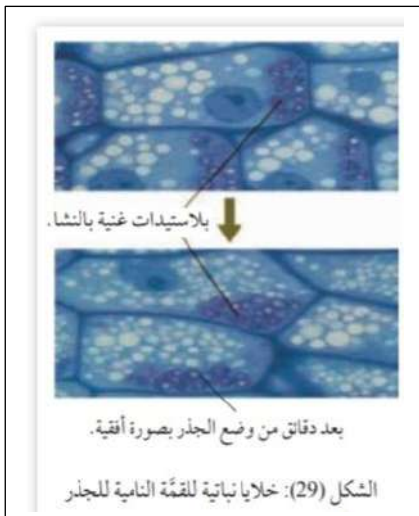 بلاستيدات غنية بالنشا.
بعد دقائق من وضع الجذر بصورة أفقية.
الشكل (29): خلايا نباتية للقمَّة النامية للجذر